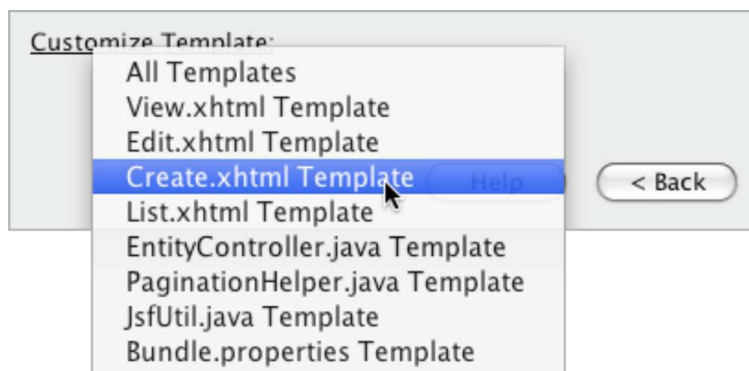 Customize Template:
All Templates
View.xhtml Template
Edit.xhtml Template
Create.xhtml Template
Help
< Back
List.xhtml Template
EntityController.java Template
PaginationHelper.java Template
JsfUtil.java Template
Bundle.properties Template